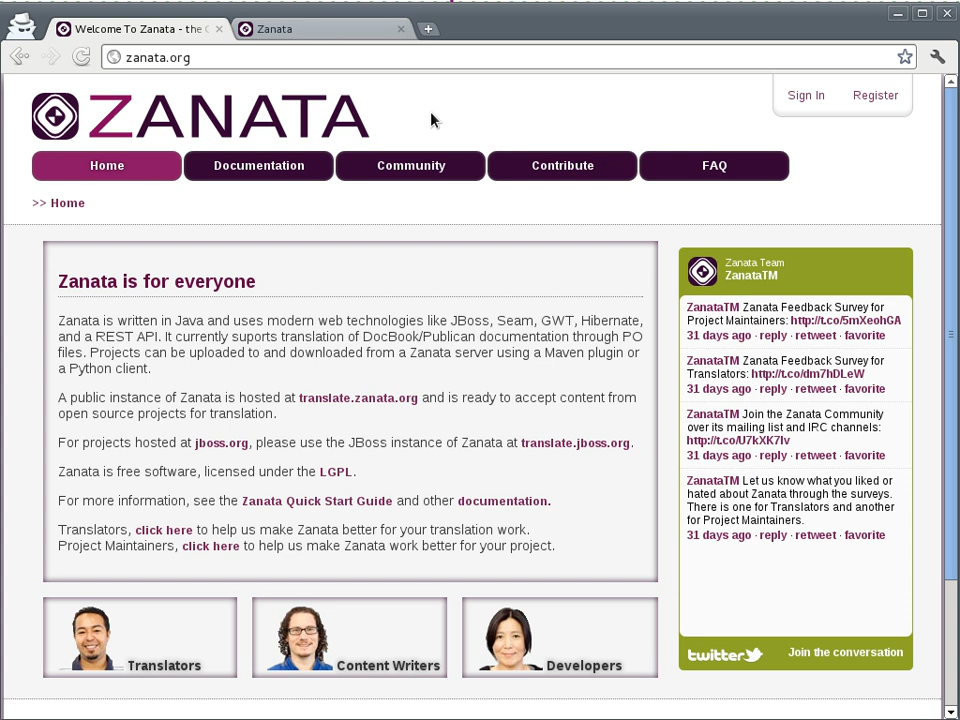 Welcome To Zanata - the
Zanata
zanata.org
ZANATA
Sign In
Register
Home
Documentation
Community
Contribute
FAQ
>> Home
Zanata is for everyone
Zanata is written in Java and uses modern web technologies like JBoss, Seam, GWT, Hibernate,
and a REST API. It currently suports translation of DocBook/Publican documentation through PO
files. Projects can be uploaded to and downloaded from a Zanata server using a Maven plugin or
a Python client.
A public instance of Zanata is hosted at translate.zanata.org and is ready to accept content from
open source projects for translation.
For projects hosted at jboss.org, please use the JBoss instance of Zanata at translate.jboss.org.
Zanata is free software, licensed under the LGPL.
For more information, see the Zanata Quick Start Guide and other documentation.
Translators, click here to help us make Zanata better for your translation work.
Project Maintainers, click here to help us make Zanata work better for your project.
Translators
Content Writers
Developers
Zanata Team
ZanataTM
ZanataTM Zanata Feedback Survey for
Project Maintainers: http://t.co/5mXeohGA
31 days ago · reply · retweet · favorite
ZanataTM Zanata Feedback Survey for
Translators: http://t.co/dm7hDLeW
31 days ago · reply · retweet · favorite
ZanataTM Join the Zanata Community
over its mailing list and IRC channels:
http://t.co/U7kXK7lv
31 days ago · reply · retweet · favorite
ZanataTM Let us know what you liked or
hated about Zanata through the surveys.
There is one for Translators and another
for Project Maintainers.
31 days ago · reply · retweet · favorite
twitter
Join the conversation